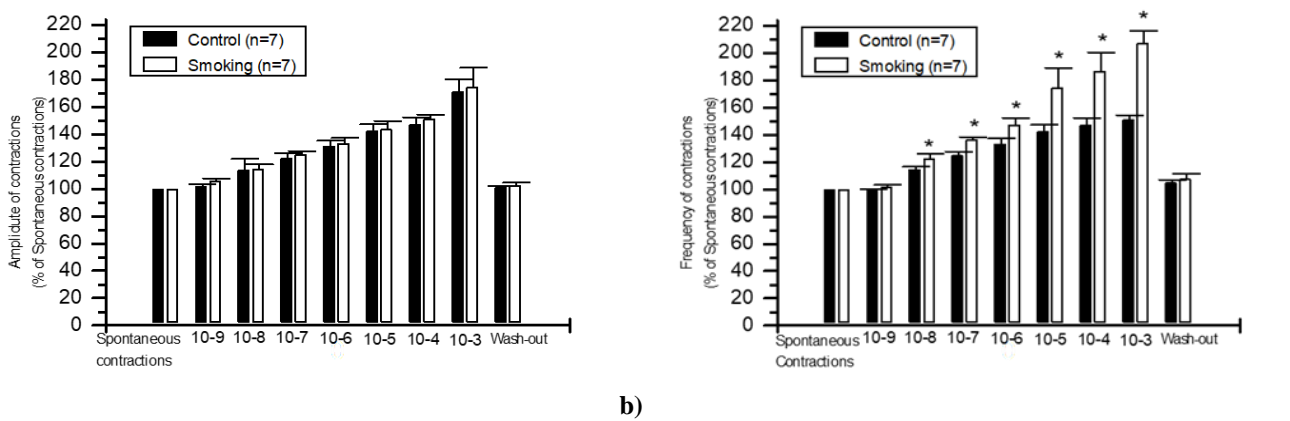 220
200
180
160
140
120
100
80
60
40
20
0
Amplidute of contractions
(% of Spontaneous contractions)
Control (n=7)
Smoking (n=7)
Spontaneous
contractions
10-9
10-8
10-7
10-6
10-5
10-4
10-3
Wash-out
220
200
180
160
140
120
100
80
60
40
20
0
Frequency of contractions
(% of Spontaneous contractions)
Control (n=7)
Smoking (n=7)
*
*
*
*
*
*
Spontaneous
Contractions
10-9
10-8
10-7
10-6
10-5
10-4
10-3
Wash-out
b)